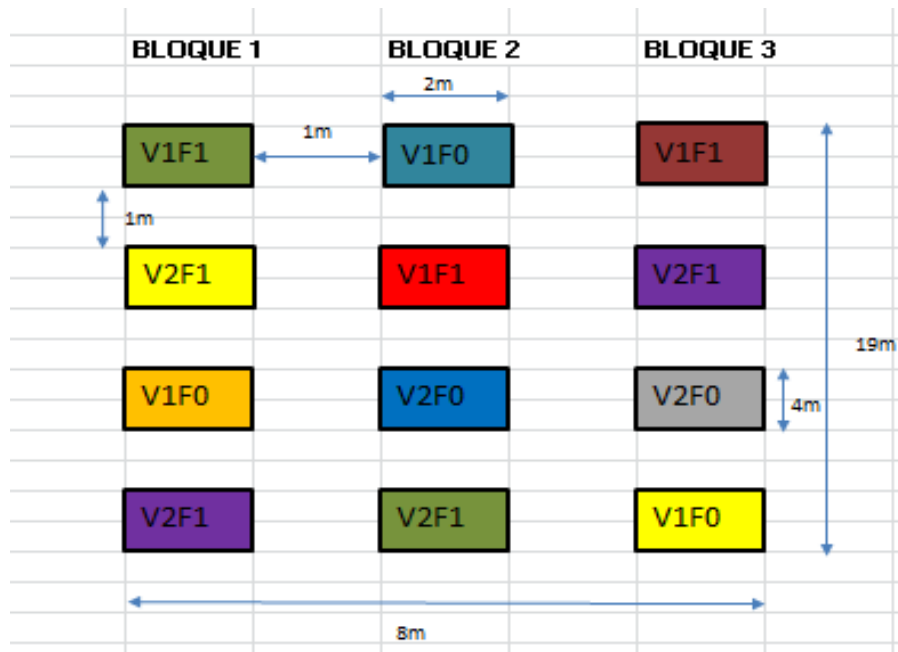 BLOQUE 1 BLOQUE 2 BLOQUE 3
2m
V1F1 1m V1F0 V1F1
1m
V2F1 V1F1 V2F1
19m
V1F0 V2F0 V2F0 4m
V2F1 V2F1 V1F0
8m